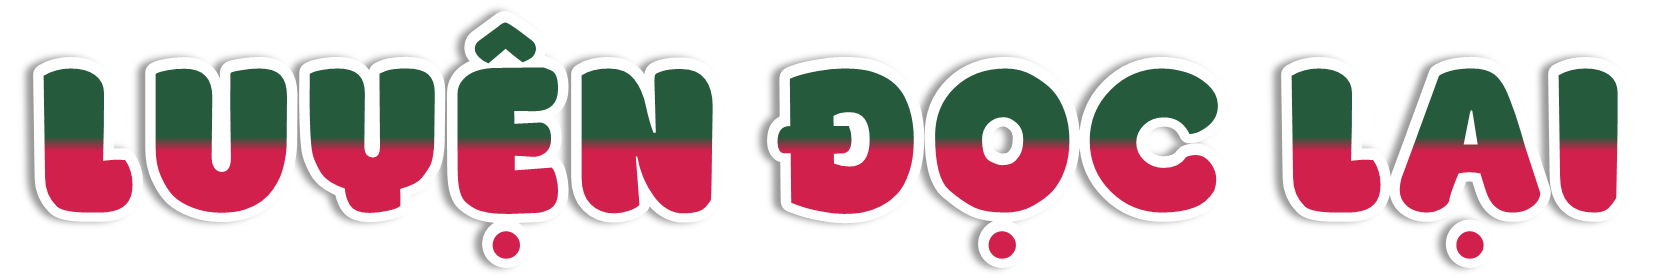 LUYỆN ĐỌC LẠI